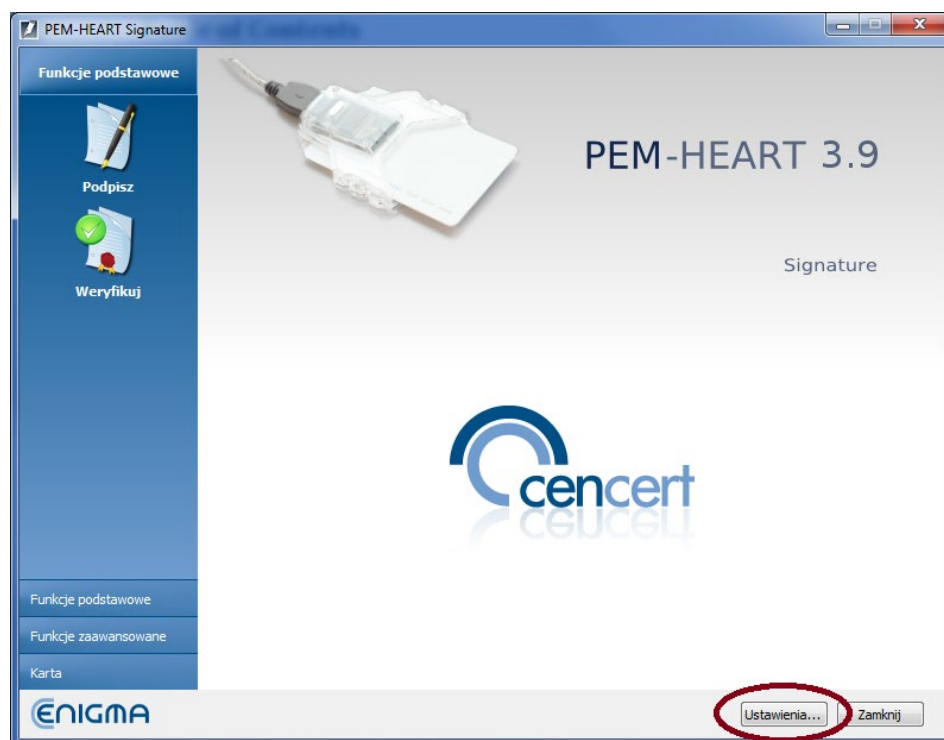 PEM-HEART Signature
Funkcje podstawowe
Podpisz
Weryfikuj
PEM-HEART 3.9
Signature
cencert
Funkcje podstawowe
Funkcje zaawansowane
Karta
ENIGMA
Ustawienia...
Zamknij